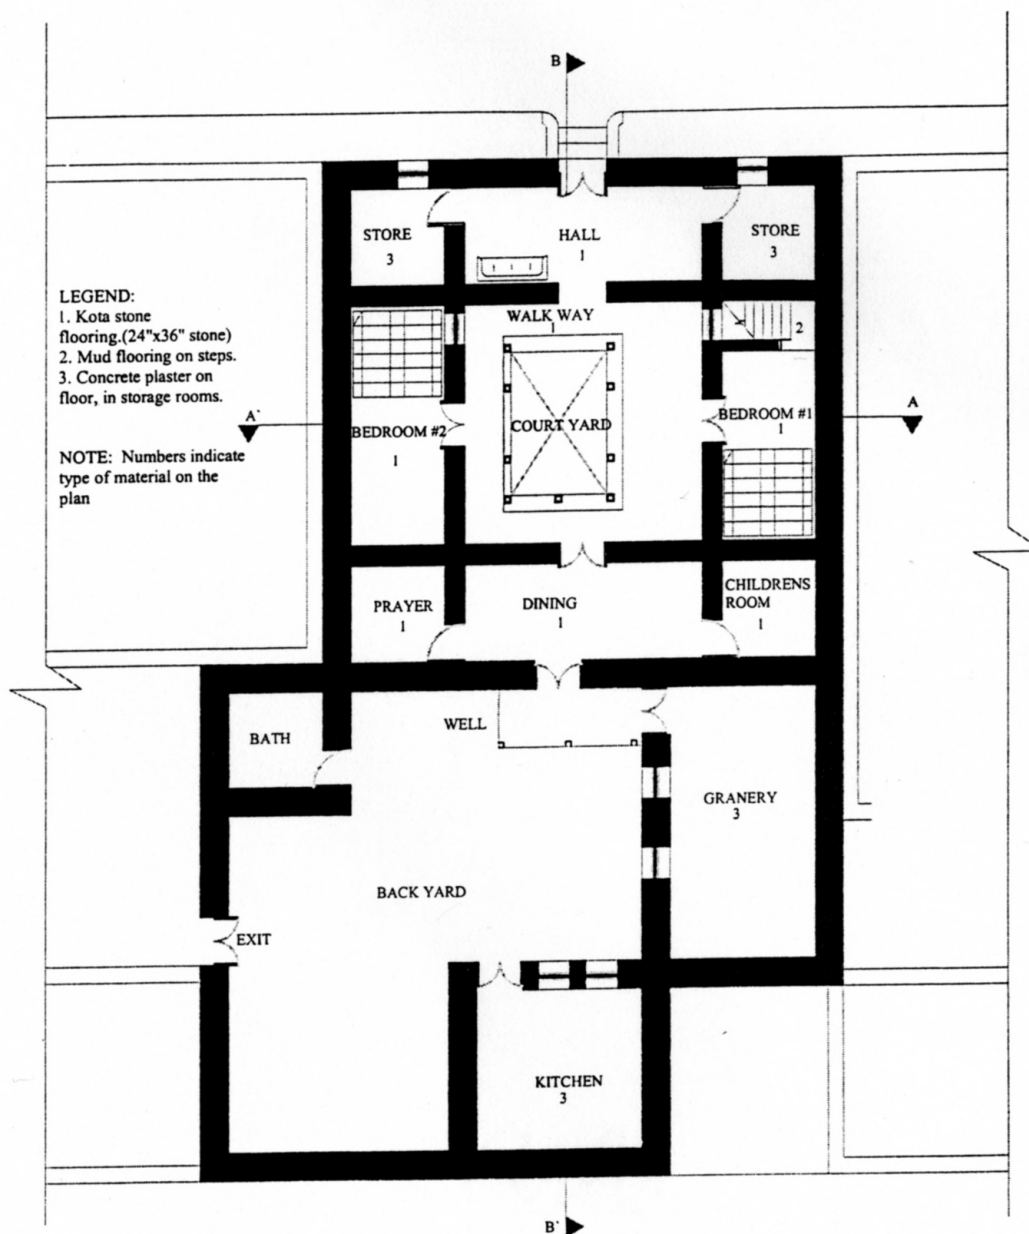 B
STORE
3
HALL
1
STORE
3
LEGEND:
1. Kota stone
flooring.(24"x36" stone)
2. Mud flooring on steps.
3. Concrete plaster on
floor, in storage rooms.
NOTE: Numbers indicate
type of material on the
plan
WALK WAY
1
2
A`
A
BEDROOM #2
1
COURT YARD
BEDROOM #1
1
PRAYER
1
DINING
1
CHILDRENS
ROOM
1
BATH
WELL
GRANERY
3
BACK YARD
EXIT
KITCHEN
3
B`